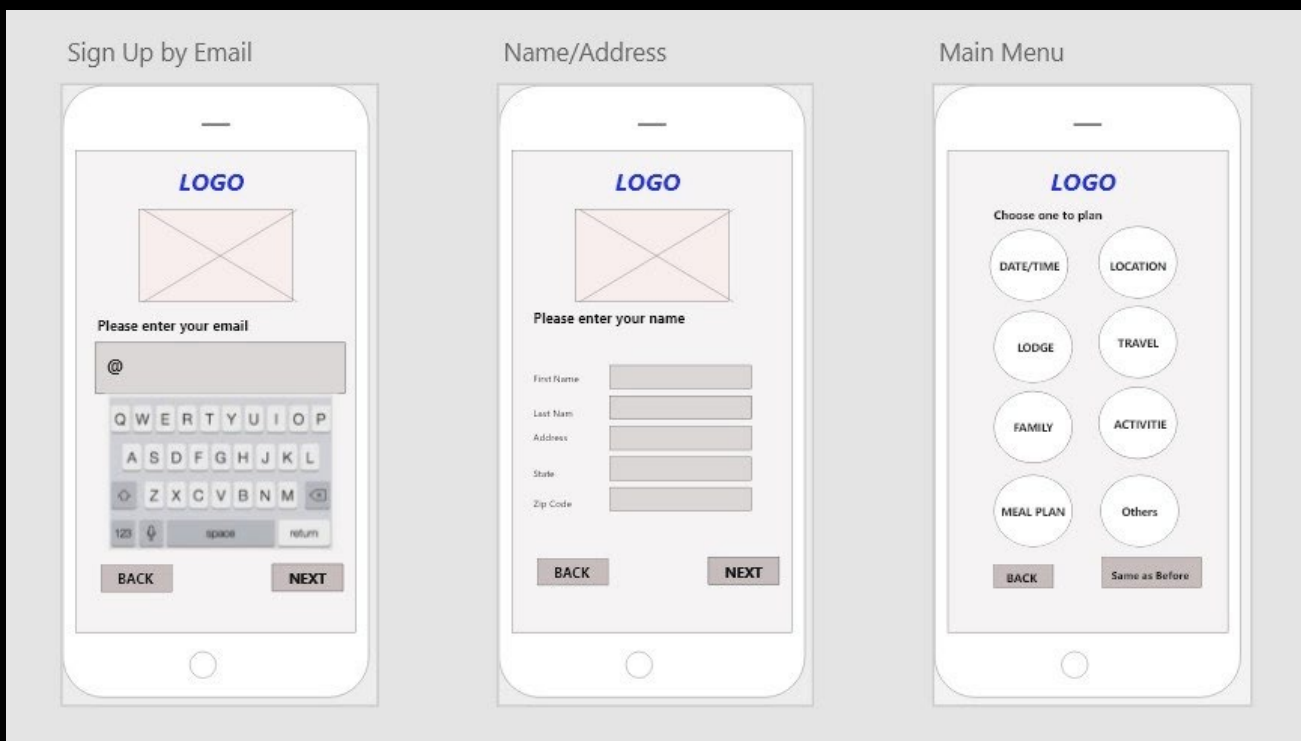 Sign Up by Email
LOGO
Please enter your email
@
Q W E R T Y U I O P
A S D F G H J K L
Z X C V B N M
123 space return
BACK NEXT
Name/Address
LOGO
Please enter your name
First Name
Last Nam
Address
State
Zip Code
BACK NEXT
Main Menu
LOGO
Choose one to plan
DATE/TIME LOCATION
LODGE TRAVEL
FAMILY ACTIVITIE
MEAL PLAN Others
BACK Same as Before